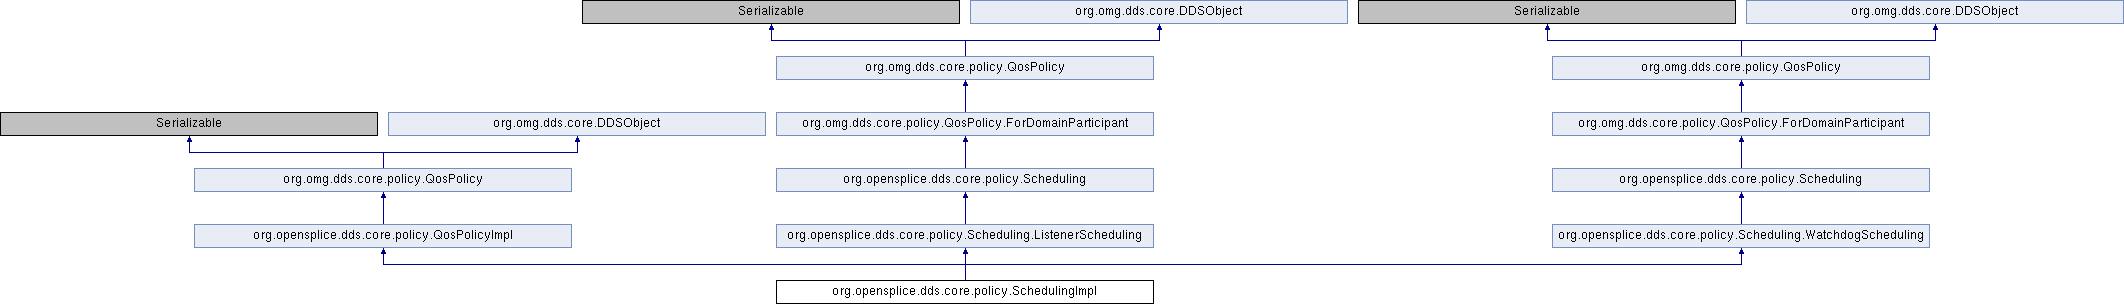 Serializable
org.omg.dds.core.DDSObject
Serializable
org.omg.dds.core.DDSObject
org.omg.dds.core.policy.QosPolicy
org.omg.dds.core.policy.QosPolicy
Serializable
org.omg.dds.core.DDSObject
org.omg.dds.core.policy.QosPolicy.ForDomainParticipant
org.omg.dds.core.policy.QosPolicy.ForDomainParticipant
org.omg.dds.core.policy.QosPolicy
org.opensplice.dds.core.policy.Scheduling
org.opensplice.dds.core.policy.Scheduling
org.opensplice.dds.core.policy.QosPolicyImpl
org.opensplice.dds.core.policy.Scheduling.ListenerScheduling
org.opensplice.dds.core.policy.Scheduling.WatchdogScheduling
org.opensplice.dds.core.policy.SchedulingImpl